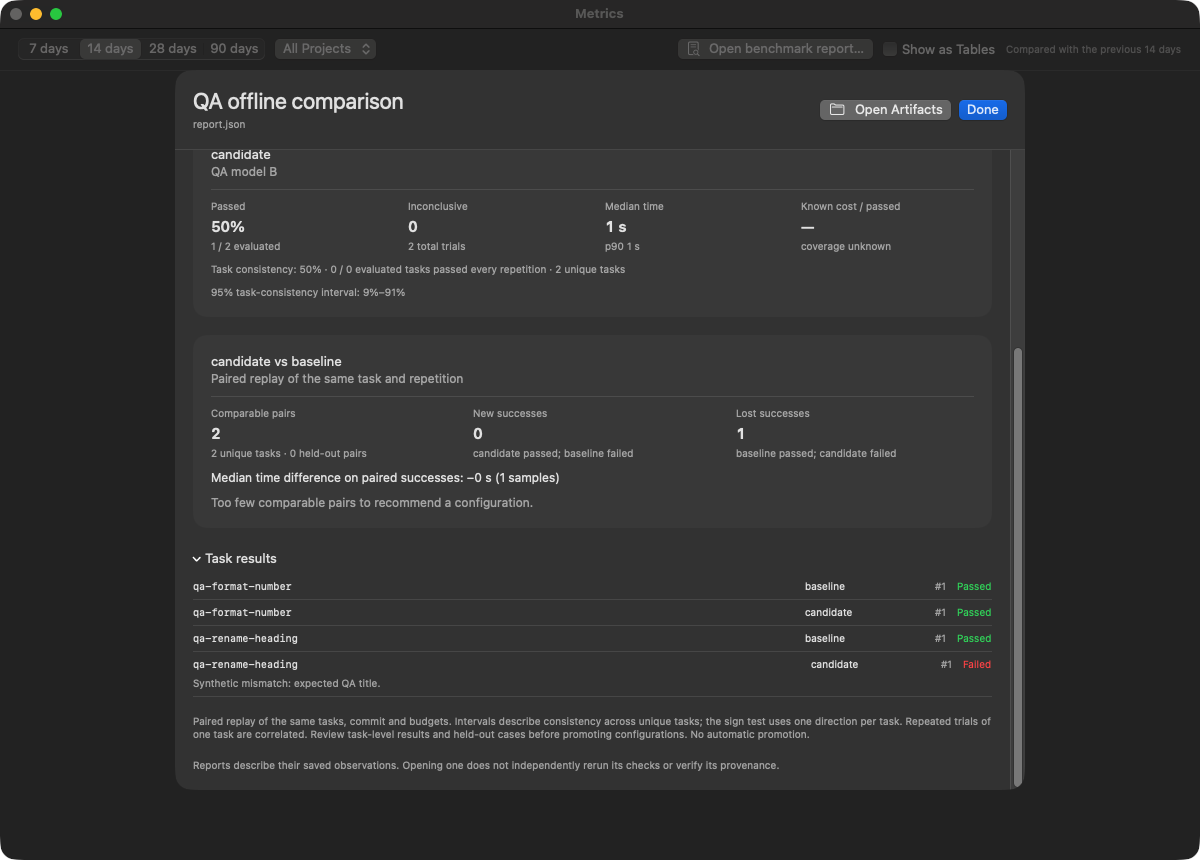 Metrics
7 days 14 days 28 days 90 days All Projects Open benchmark report... Show as Tables Compared with the previous 14 days
QA offline comparison
report.json
Open Artifacts Done
candidate
QA model B
Passed Inconclusive Median time Known cost / passed
50% 0 1 s —
1 / 2 evaluated 2 total trials p90 1 s coverage unknown
Task consistency: 50% · 0 / 0 evaluated tasks passed every repetition · 2 unique tasks
95% task-consistency interval: 9%–91%
candidate vs baseline
Paired replay of the same task and repetition
Comparable pairs New successes Lost successes
2 0 1
2 unique tasks · 0 held-out pairs candidate passed; baseline failed baseline passed; candidate failed
Median time difference on paired successes: −0 s (1 samples)
Too few comparable pairs to recommend a configuration.
Task results
qa-format-number baseline #1 Passed
qa-format-number candidate #1 Passed
qa-rename-heading baseline #1 Passed
qa-rename-heading candidate #1 Failed
Synthetic mismatch: expected QA title.
Paired replay of the same tasks, commit and budgets. Intervals describe consistency across unique tasks; the sign test uses one direction per task. Repeated trials of
one task are correlated. Review task-level results and held-out cases before promoting configurations. No automatic promotion.
Reports describe their saved observations. Opening one does not independently rerun its checks or verify its provenance.